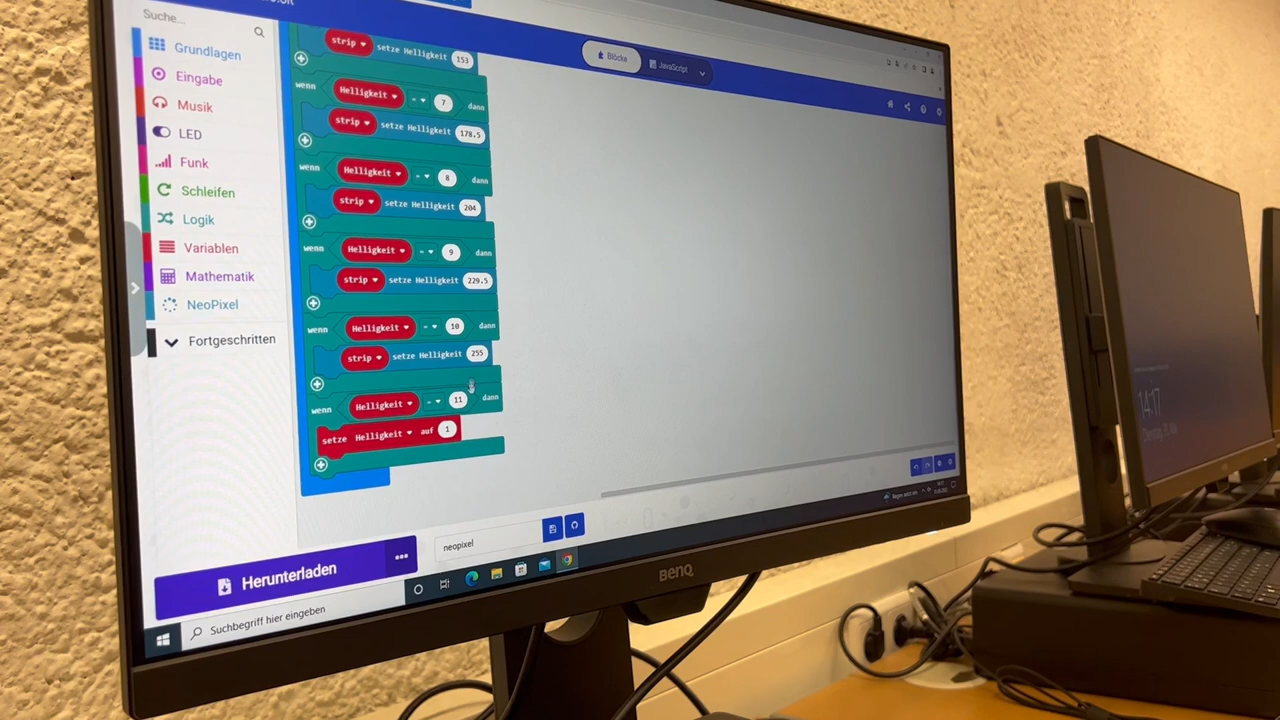 Suche...
Grundlagen
Eingabe
Musik
LED
Funk
Schleifen
Logik
Variablen
Mathematik
NeoPixel
Fortgeschritten
Blöcke
JavaScript
strip setze Helligkeit 153
wenn Helligkeit = 7 dann
strip setze Helligkeit 178.5
wenn Helligkeit = 8 dann
strip setze Helligkeit 204
wenn Helligkeit = 9 dann
strip setze Helligkeit 229.5
wenn Helligkeit = 10 dann
strip setze Helligkeit 255
wenn Helligkeit = 11 dann
setze Helligkeit auf 1
Herunterladen
neopixel
Suchbegriff hier eingeben
BenQ
14:17